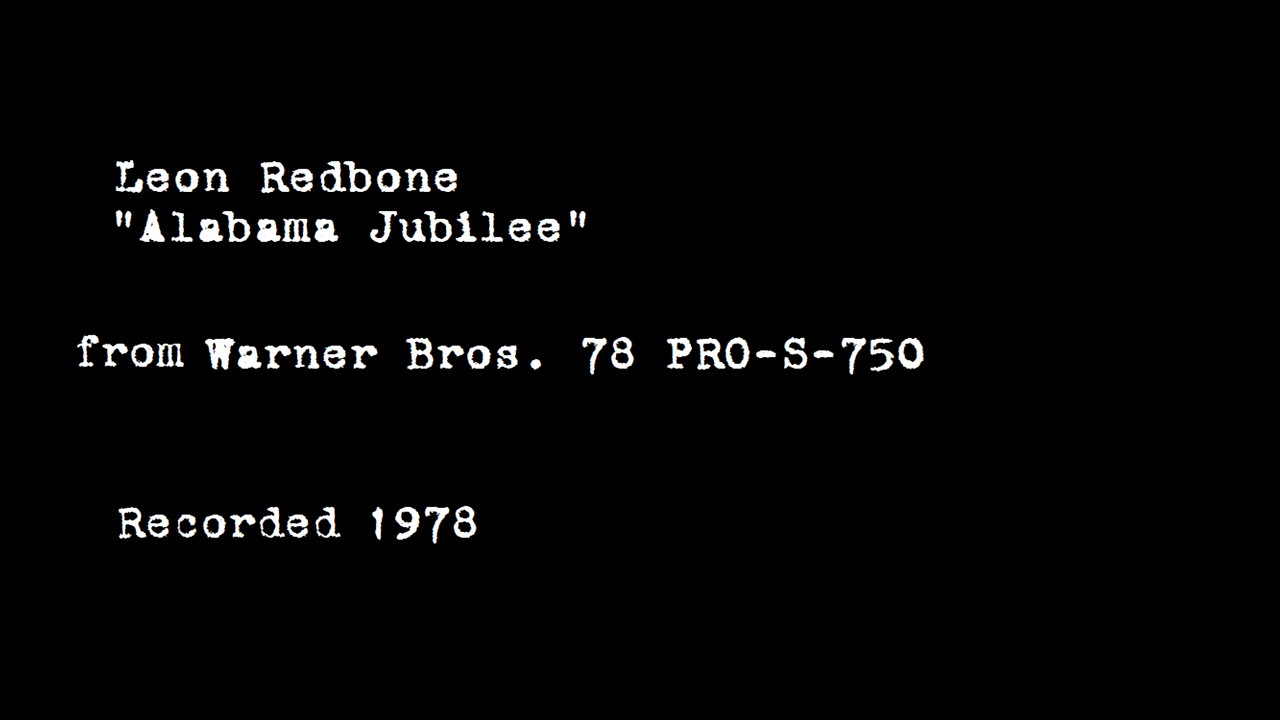 Leon Redbone
"Alabama Jubilee"
from Warner Bros. 78 PRO-S-750
Recorded 1978